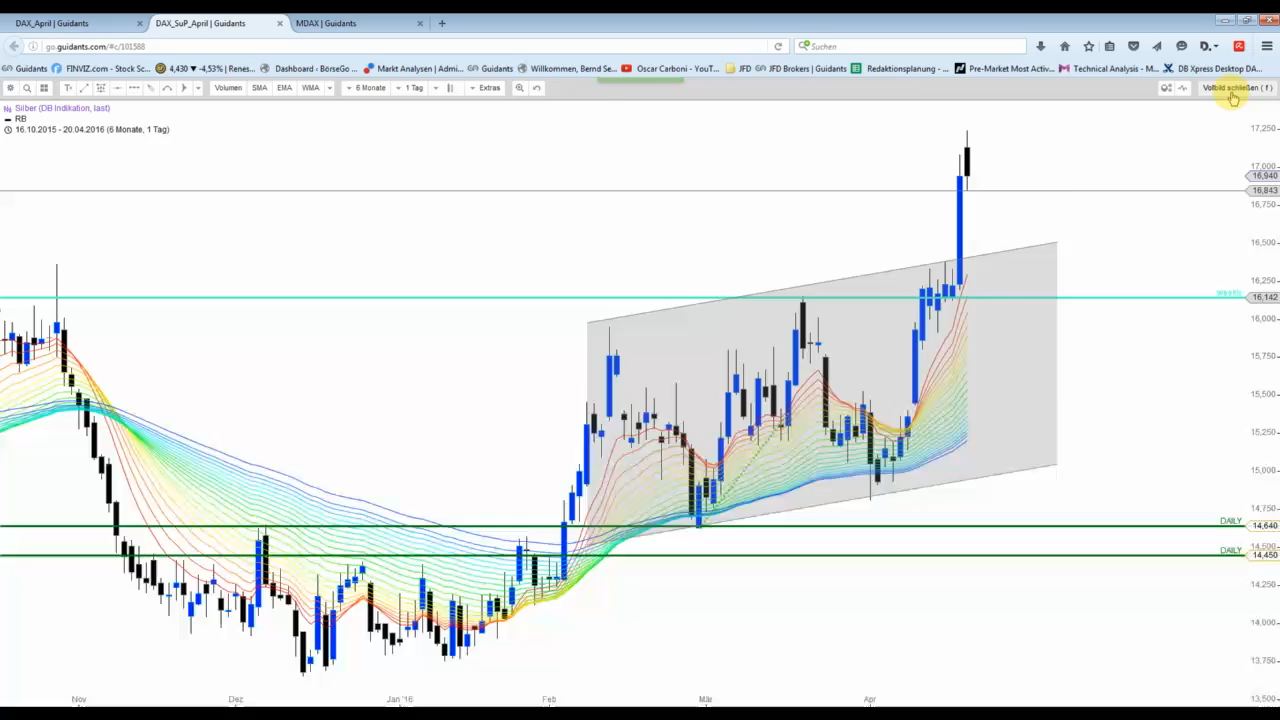 DAX_April | Guidants
DAX_SuP_April | Guidants
MDAX | Guidants
go.guidants.com/#c/101588
Suchen
Guidants
FINVIZ.com - Stock Sc...
4,430 -4,53% | Renes...
Dashboard - BörseGo ...
Markt Analysen | Admi...
Guidants
Willkommen, Bernd Se...
Oscar Carboni - YouT...
JFD
JFD Brokers | Guidants
Redaktionsplanung - ...
Pre-Market Most Activ...
Technical Analysis - M...
DB Xpress Desktop DA...
Volumen SMA EMA WMA 6 Monate 1 Tag Extras
Vollbild schließen ( f )
Silber (DB Indikation, last)
RB
16.10.2015 - 20.04.2016 (6 Monate, 1 Tag)
17,250
17,000
16,940
16,843
16,750
16,500
16,250
WEEKLY
16,142
16,000
15,750
15,500
15,250
15,000
14,750
DAILY
14,640
14,500
DAILY
14,450
14,250
14,000
13,750
13,500
Nov Dez Jan '16 Feb Mär Apr